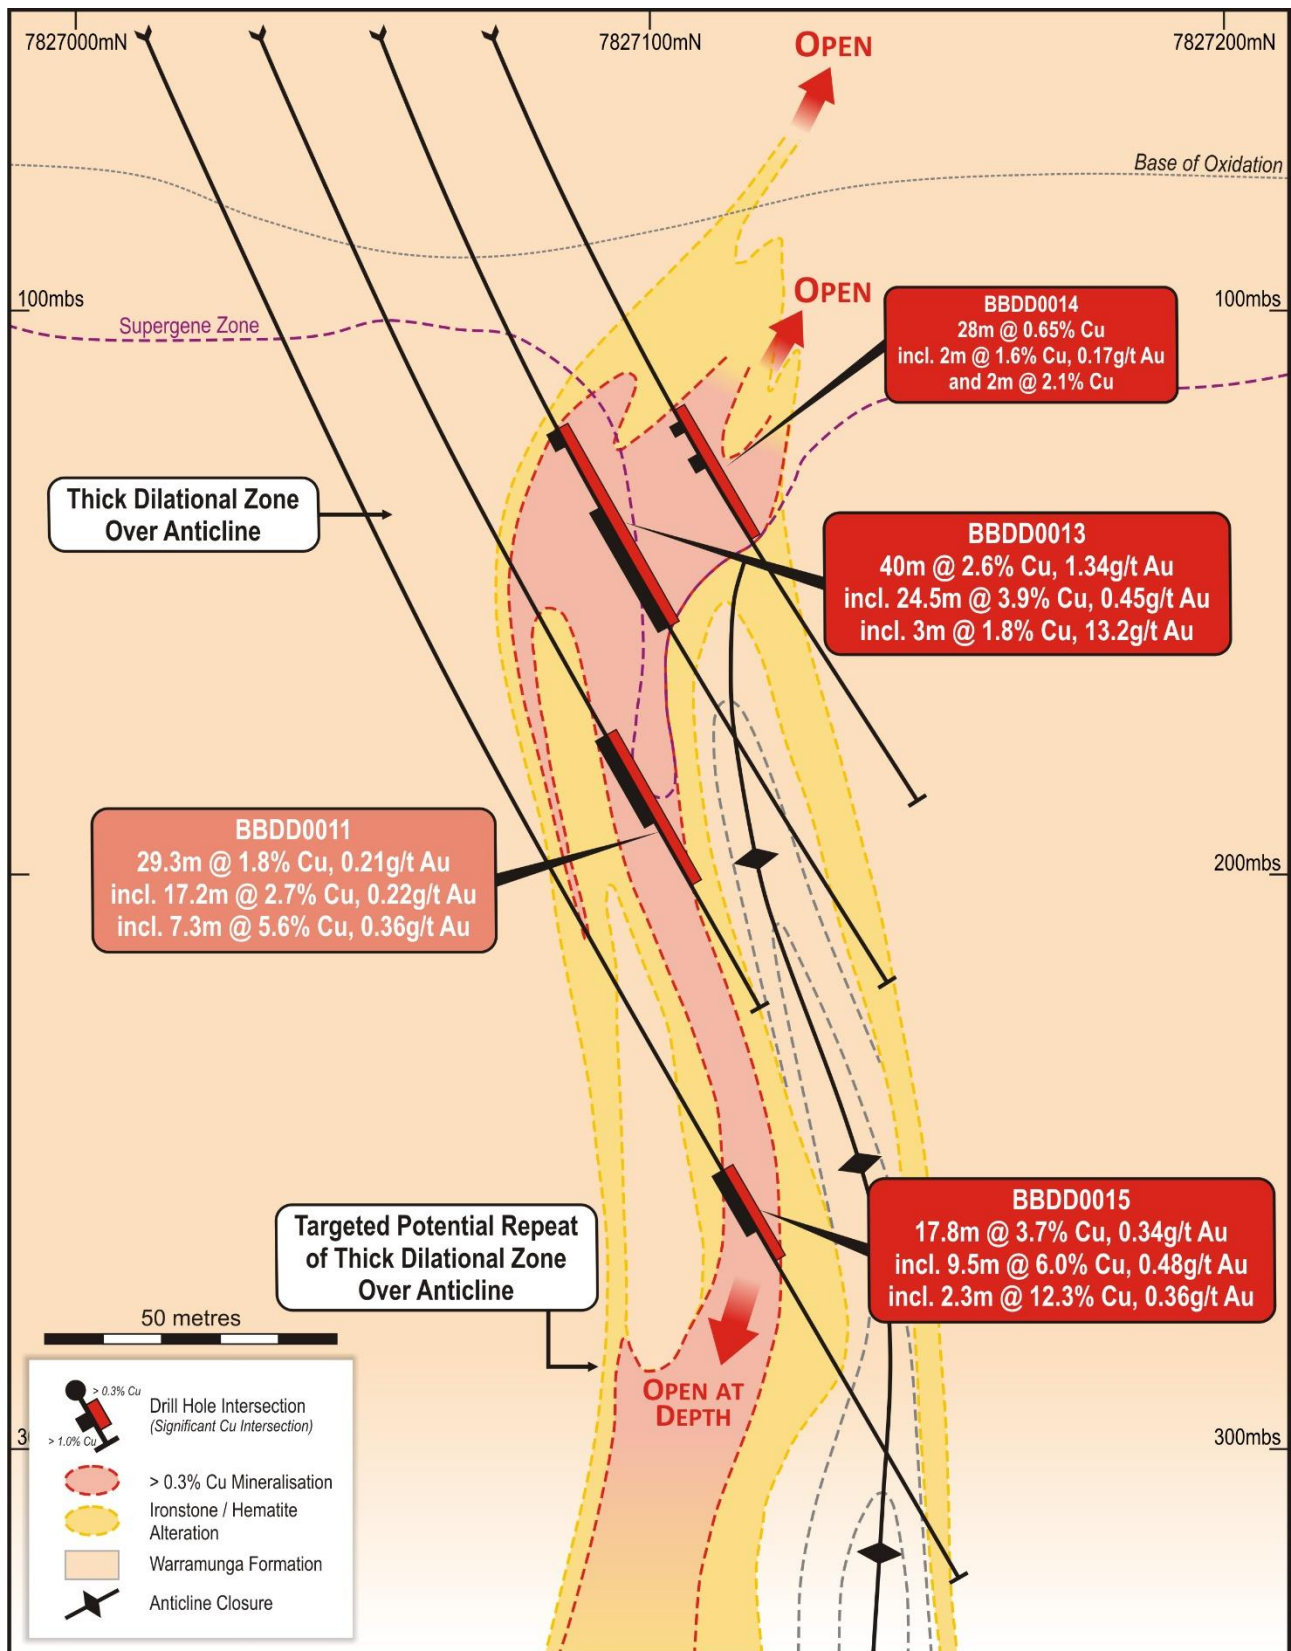 7827000mN
7827100mN
7827200mN
OPEN
Base of Oxidation
100mbs
OPEN
100mbs
Supergene Zone
BBDD0014
28m @ 0.65% Cu
incl. 2m @ 1.6% Cu, 0.17g/t Au
and 2m @ 2.1% Cu
Thick Dilational Zone
Over Anticline
BBDD0013
40m @ 2.6% Cu, 1.34g/t Au
incl. 24.5m @ 3.9% Cu, 0.45g/t Au
incl. 3m @ 1.8% Cu, 13.2g/t Au
BBDD0011
29.3m @ 1.8% Cu, 0.21g/t Au
incl. 17.2m @ 2.7% Cu, 0.22g/t Au
incl. 7.3m @ 5.6% Cu, 0.36g/t Au
200mbs
BBDD0015
17.8m @ 3.7% Cu, 0.34g/t Au
incl. 9.5m @ 6.0% Cu, 0.48g/t Au
incl. 2.3m @ 12.3% Cu, 0.36g/t Au
Targeted Potential Repeat
of Thick Dilational Zone
Over Anticline
50 metres
OPEN AT
DEPTH
300mbs
> 0.3% Cu
Drill Hole Intersection
(Significant Cu Intersection)
> 1.0% Cu
> 0.3% Cu Mineralisation
Ironstone / Hematite
Alteration
Warramunga Formation
Anticline Closure